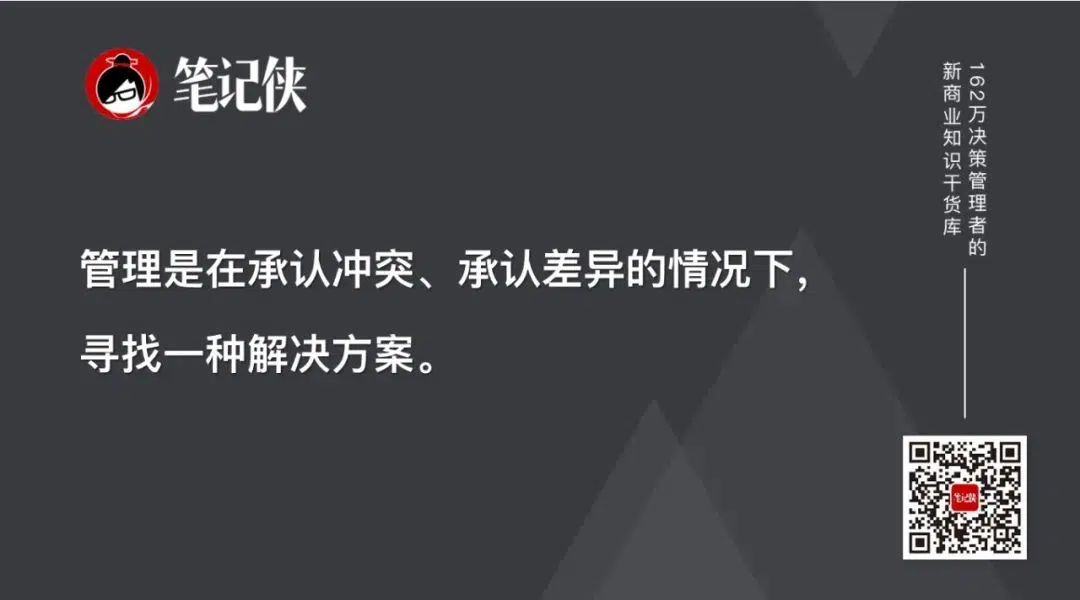 笔记侠
162万决策管理者的
新商业知识干货库
管理是在承认冲突、承认差异的情况下，
寻找一种解决方案。
笔记侠